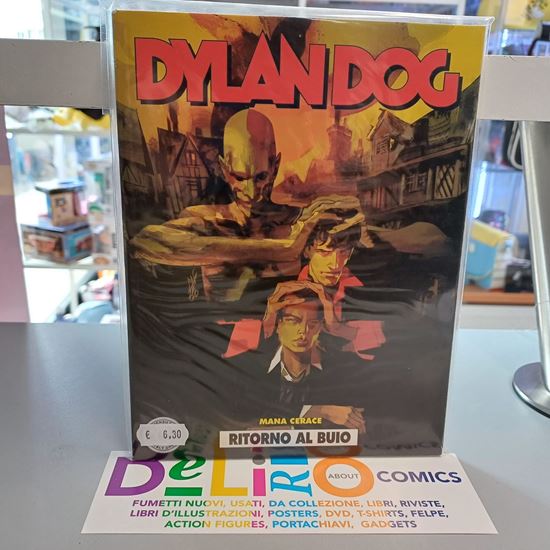 DYLAN DOG
MANA CERACE
RITORNO AL BUIO
€ 6,30
DeLiRiO
ABOUT
COMICS
FUMETTI NUOVI, USATI, DA COLLEZIONE, LIBRI, RIVISTE,
LIBRI D'ILLUSTRAZIONI, POSTERS, DVD, T-SHIRTS, FELPE,
ACTION FIGURES, PORTACHIAVI, GADGETS